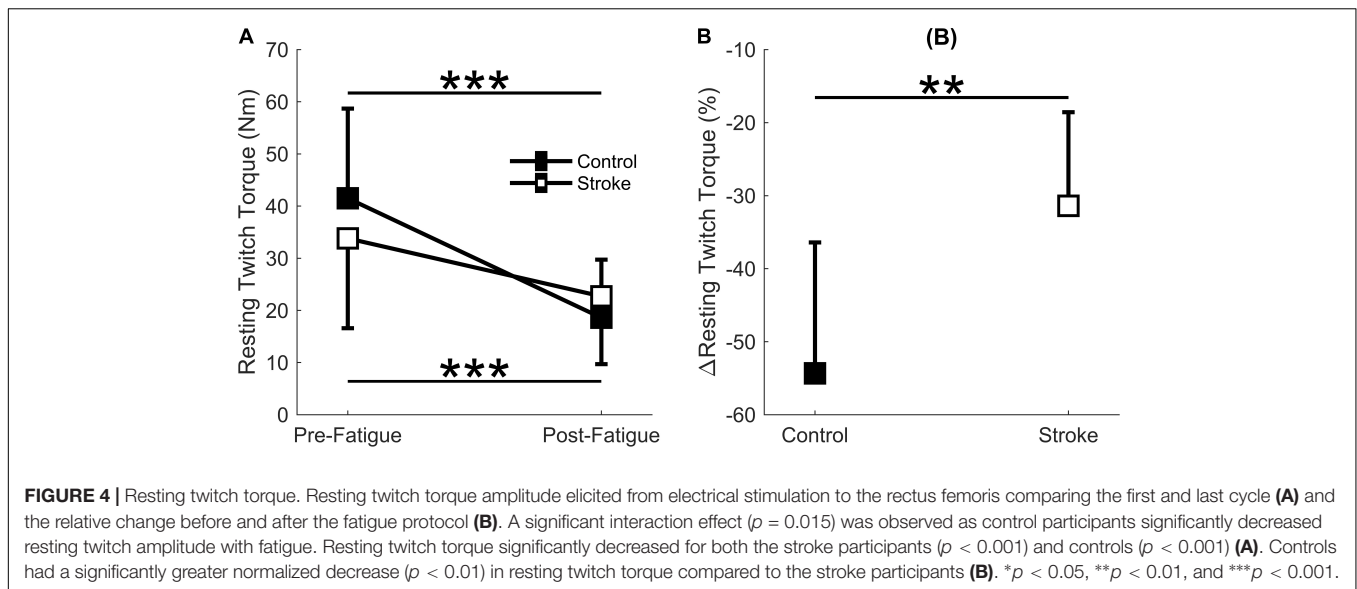 A
70
60
50
40
30
20
10
0
Resting Twitch Torque (Nm)
***
Control
Stroke
***
Pre-Fatigue Post-Fatigue
B
(B)
-10
-20
-30
-40
-50
-60
△Resting Twitch Torque (%)
**
Control Stroke
FIGURE 4 | Resting twitch torque. Resting twitch torque amplitude elicited from electrical stimulation to the rectus femoris comparing the first and last cycle (A) and
the relative change before and after the fatigue protocol (B). A significant interaction effect (p = 0.015) was observed as control participants significantly decreased
resting twitch amplitude with fatigue. Resting twitch torque significantly decreased for both the stroke participants (p < 0.001) and controls (p < 0.001) (A). Controls
had a significantly greater normalized decrease (p < 0.01) in resting twitch torque compared to the stroke participants (B). *p < 0.05, **p < 0.01, and ***p < 0.001.